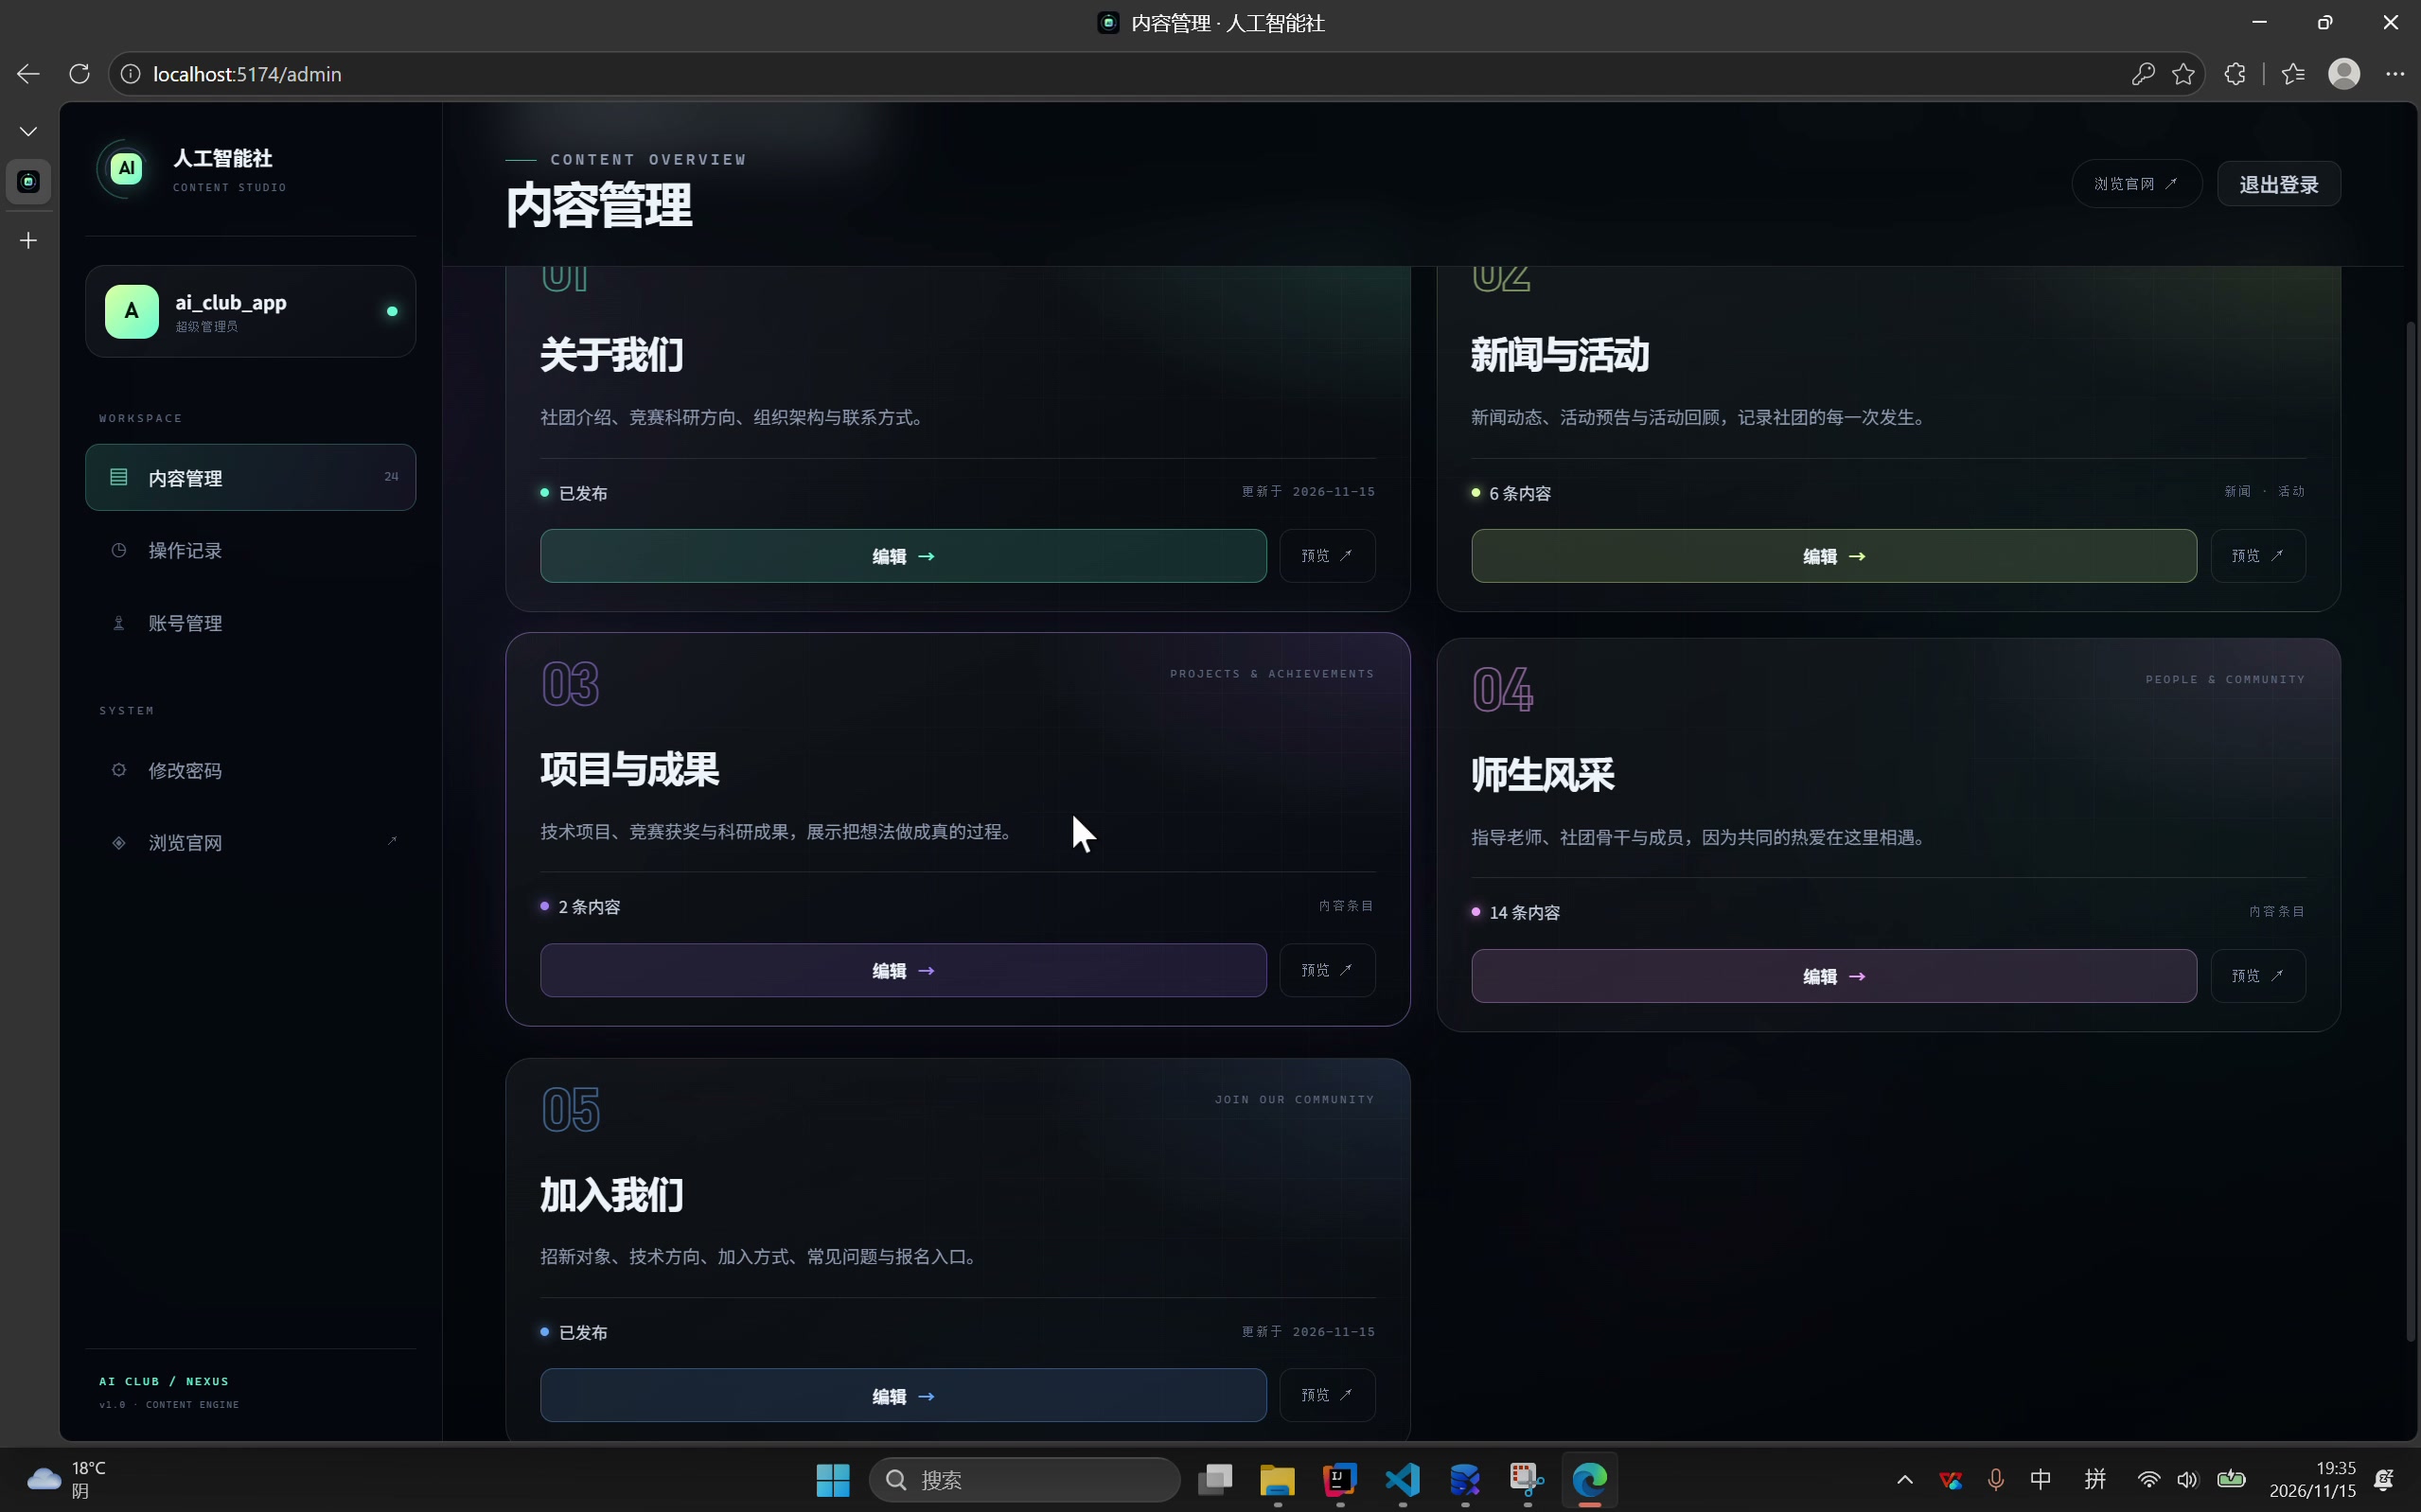 内容管理 · 人工智能社
localhost:5174/admin
AI
人工智能社
CONTENT STUDIO
A
ai_club_app
超级管理员
WORKSPACE
内容管理
24
操作记录
账号管理
SYSTEM
修改密码
浏览官网 ↗
AI CLUB / NEXUS
v1.0 · CONTENT ENGINE
CONTENT OVERVIEW
内容管理
浏览官网 ↗
退出登录
01
关于我们
社团介绍、竞赛科研方向、组织架构与联系方式。
已发布
更新于 2026-11-15
编辑 →
预览 ↗
02
新闻与活动
新闻动态、活动预告与活动回顾，记录社团的每一次发生。
6 条内容
新闻 · 活动
编辑 →
预览 ↗
03
PROJECTS & ACHIEVEMENTS
项目与成果
技术项目、竞赛获奖与科研成果，展示把想法做成真的过程。
2 条内容
内容条目
编辑 →
预览 ↗
04
PEOPLE & COMMUNITY
师生风采
指导老师、社团骨干与成员，因为共同的热爱在这里相遇。
14 条内容
内容条目
编辑 →
预览 ↗
05
JOIN OUR COMMUNITY
加入我们
招新对象、技术方向、加入方式、常见问题与报名入口。
已发布
更新于 2026-11-15
编辑 →
预览 ↗
18°C
阴
搜索
中
拼
19:35
2026/11/15